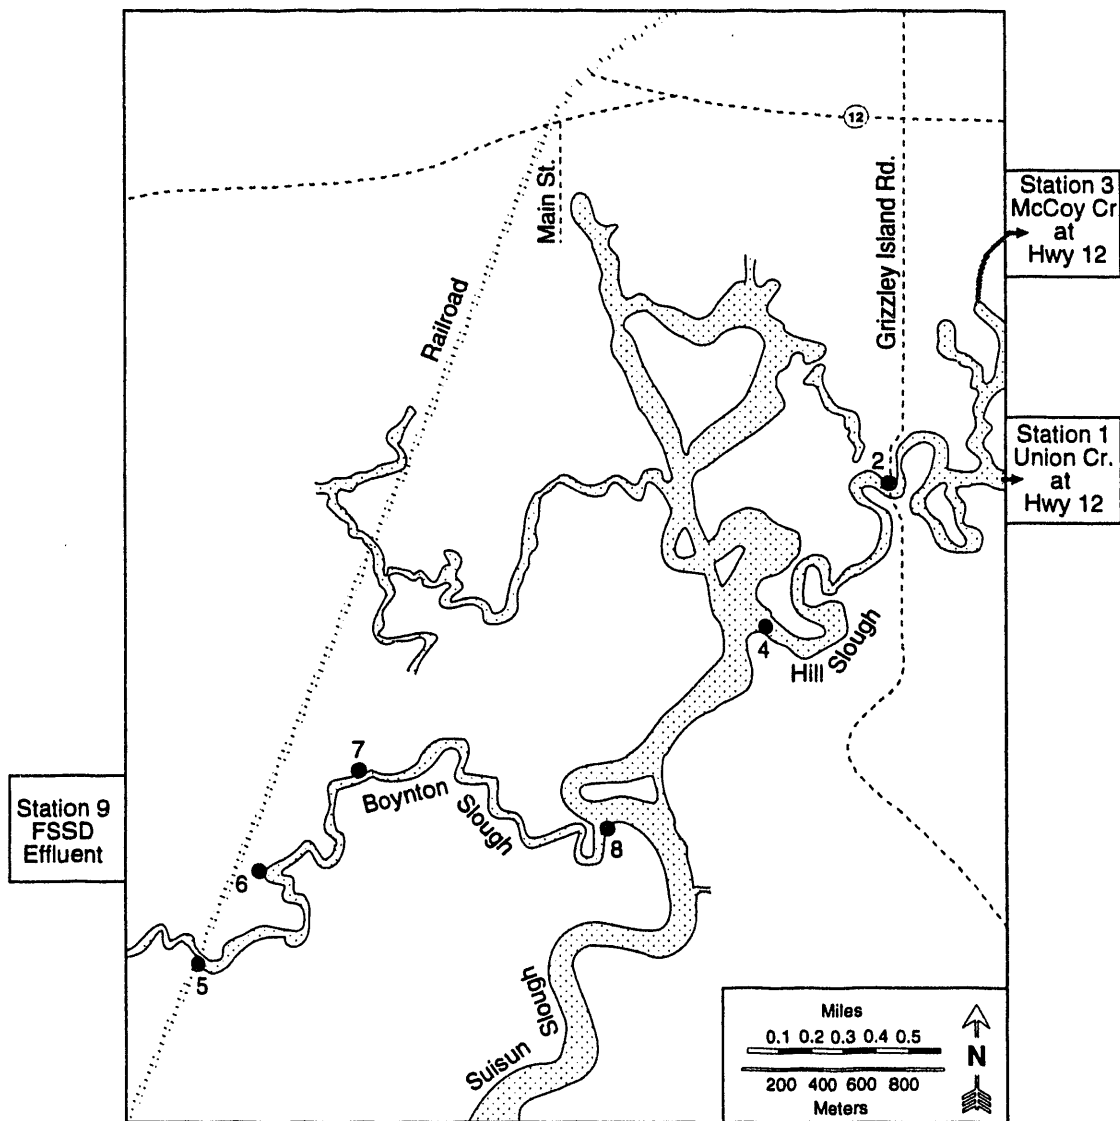 12
Main St.
Grizzley Island Rd.
Railroad
Station 3
McCoy Cr
at
Hwy 12
Station 1
Union Cr.
at
Hwy 12
2
4
Hill Slough
7
Boynton Slough
8
Station 9
FSSD
Effluent
6
5
Suisun Slough
Miles
0.1 0.2 0.3 0.4 0.5
N
200 400 600 800
Meters